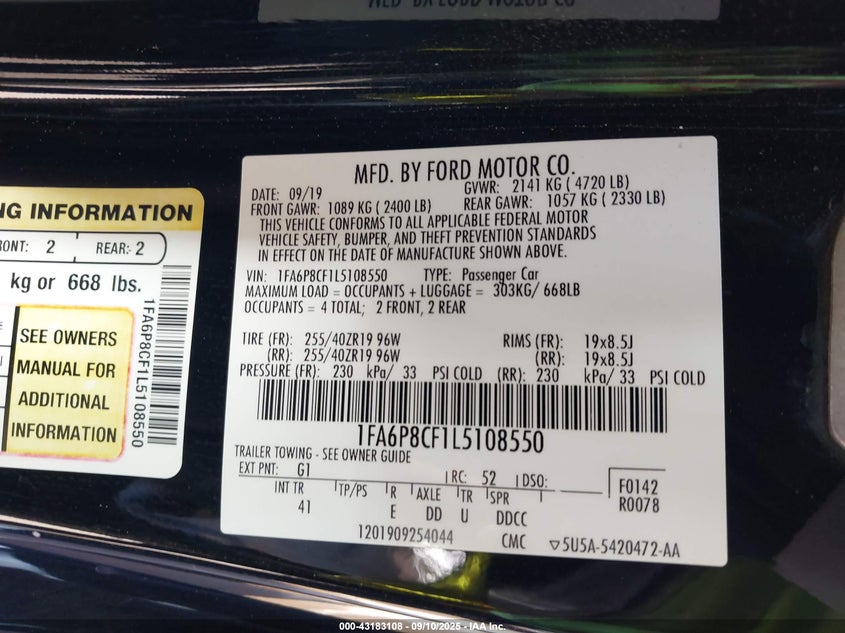 MFD. BY FORD MOTOR CO.
DATE: 09/19 GVWR: 2141 KG ( 4720 LB)
FRONT GAWR: 1089 KG ( 2400 LB) REAR GAWR: 1057 KG ( 2330 LB)
THIS VEHICLE CONFORMS TO ALL APPLICABLE FEDERAL MOTOR
VEHICLE SAFETY, BUMPER, AND THEFT PREVENTION STANDARDS
IN EFFECT ON THE DATE OF MANUFACTURE SHOWN ABOVE.
VIN: 1FA6P8CF1L5108550 TYPE: Passenger Car
MAXIMUM LOAD = OCCUPANTS + LUGGAGE = 303KG/ 668LB
OCCUPANTS = 4 TOTAL; 2 FRONT, 2 REAR
TIRE (FR): 255/40ZR19 96W RIMS (FR): 19x8.5J
(RR): 255/40ZR19 96W (RR): 19x8.5J
PRESSURE (FR): 230 kPa/ 33 PSI COLD (RR): 230 kPa/ 33 PSI COLD
1FA6P8CF1L5108550
TRAILER TOWING - SEE OWNER GUIDE
EXT PNT: G1 RC: 52 DSO: F0142
INT TR TP/PS R AXLE TR SPR R0078
41 E DD U DDCC
1201909254044 CMC 5U5A-5420472-AA
NG INFORMATION
RONT: 2 REAR: 2
kg or 668 lbs.
SEE OWNERS
MANUAL FOR
ADDITIONAL
INFORMATION
1FA6P8CF1L5108550
000-43183108 - 09/10/2025 - IAA Inc.